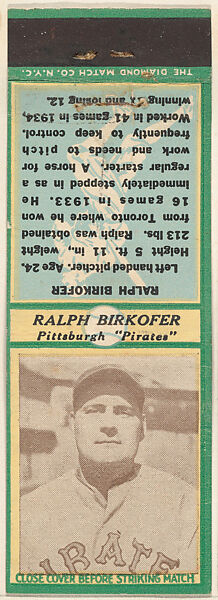 THE DIAMOND MATCH CO. N.Y.C.
RALPH BIRKOFER
Left handed pitcher. Age 24.
Height 5 ft. 11 in., weight
213 lbs. Ralph was obtained
from Toronto where he won
16 games in 1933. He
immediately stepped in as a
regular starter. A horse for
work and needs to pitch
frequently to keep control.
Worked in 41 games in 1934,
winning 11 and losing 12.
RALPH BIRKOFER
Pittsburgh "Pirates"
PIRATE
CLOSE COVER BEFORE STRIKING MATCH